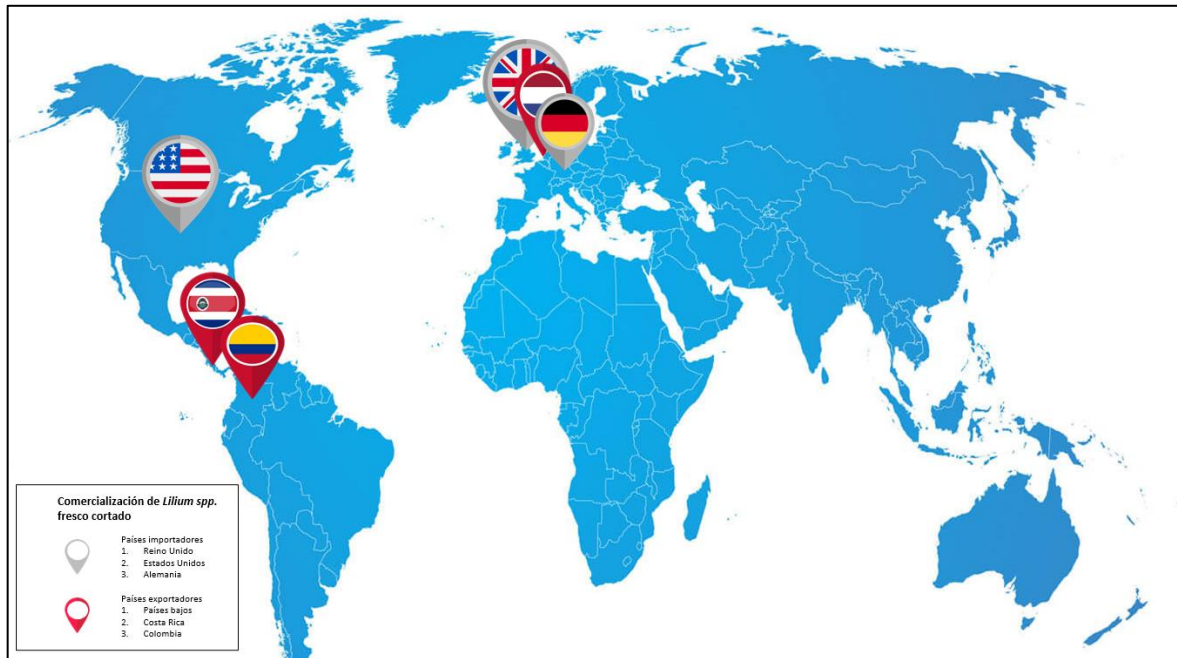 Comercialización de Lilium spp.
fresco cortado
Países importadores
1. Reino Unido
2. Estados Unidos
3. Alemania
Países exportadores
1. Países bajos
2. Costa Rica
3. Colombia